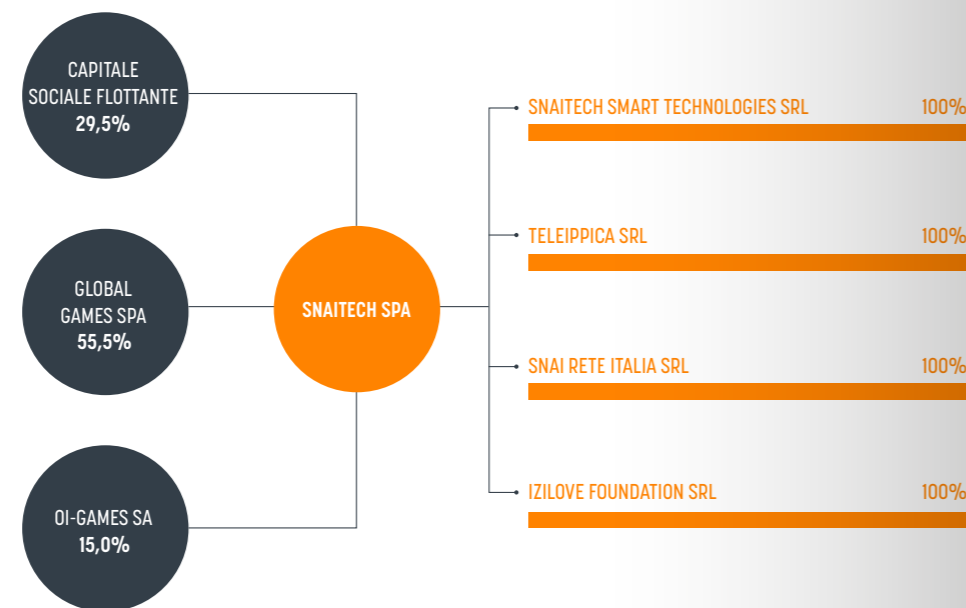 CAPITALE
SOCIALE FLOTTANTE
29,5%
GLOBAL
GAMES SPA
55,5%
OI-GAMES SA
15,0%
SNAITECH SPA
SNAITECH SMART TECHNOLOGIES SRL 100%
TELEIPPICA SRL 100%
SNAI RETE ITALIA SRL 100%
IZILOVE FOUNDATION SRL 100%